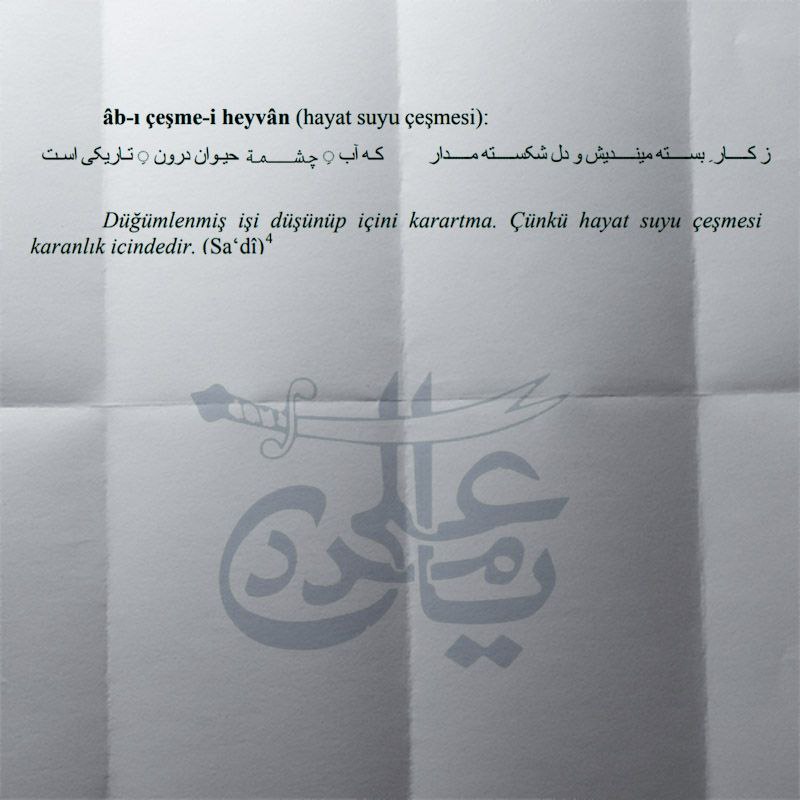 âb-ı çeşme-i heyvân (hayat suyu çeşmesi):
ز کار ِ بسته میندیش و دل شکسته مدار که آب ِ چشمة حیوان درون ِ تاریکی است
Düğümlenmiş işi düşünüp içini karartma. Çünkü hayat suyu çeşmesi
karanlık icindedir. (Sa‘dî)4
یا علی مدد